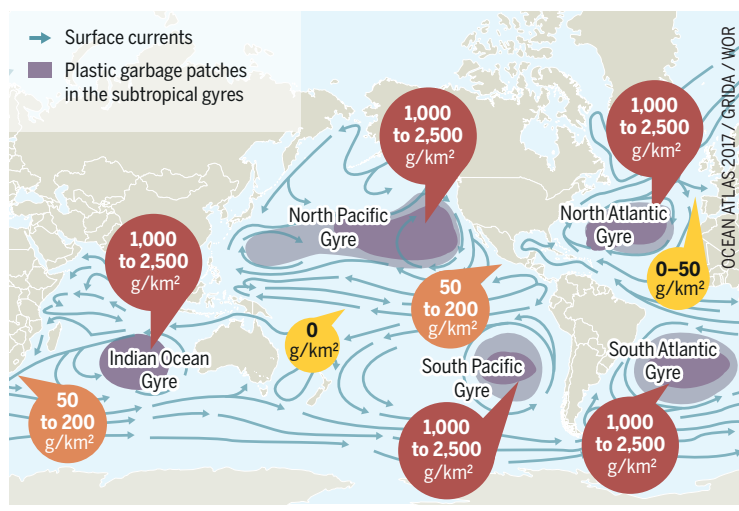 Surface currents
Plastic garbage patches
in the subtropical gyres
1,000
to 2,500
g/km²
1,000
to 2,500
g/km²
OCEAN ATLAS 2017 / GRIDA / WOR
North Pacific
Gyre
North Atlantic
Gyre
1,000
to 2,500
g/km²
50
to 200
g/km²
0–50
g/km²
0
g/km²
Indian Ocean
Gyre
South Pacific
Gyre
South Atlantic
Gyre
50
to 200
g/km²
1,000
to 2,500
g/km²
1,000
to 2,500
g/km²